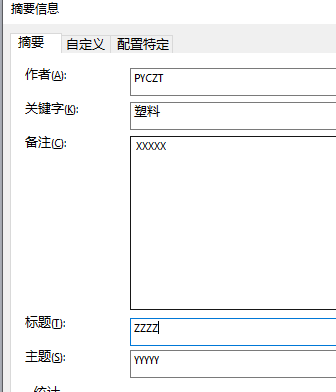 摘要信息
摘要 自定义 配置特定
作者(A): PYCZT
关键字(K): 塑料
备注(C): XXXXX
标题(T): ZZZZ
主题(S): YYYYY
统计